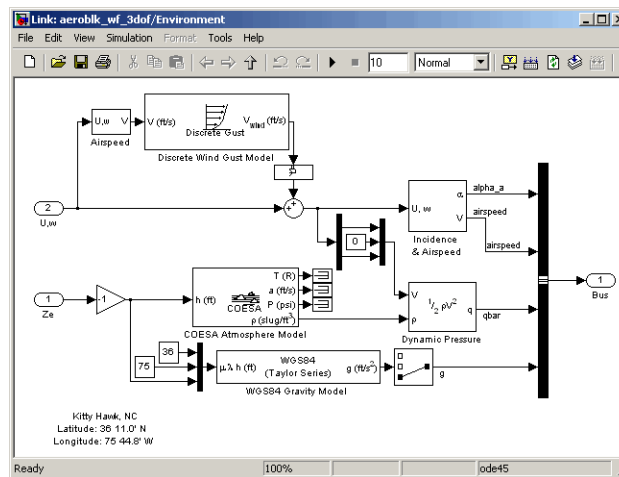 Link: aeroblk_wf_3dof/Environment
File Edit View Simulation Format Tools Help
10 Normal
U,w V
Airspeed
V (ft/s) Discrete Gust V wind (ft/s)
Discrete Wind Gust Model
2
U,w
+ +
0
U, w α V
Incidence
& Airspeed
alpha_a
airspeed
airspeed
1
Bus
1
Ze
-1
h (ft) COESA
T (R)
a (ft/s)
P (psi)
ρ (slug/ft³)
COESA Atmosphere Model
V ρ ½ ρV² q
Dynamic Pressure
qbar
36
75
μ λ h (ft) WGS84 (Taylor Series) g (ft/s²)
WGS84 Gravity Model
g
Kitty Hawk, NC
Latitude: 36 11.0' N
Longitude: 75 44.8' W
Ready 100% ode45